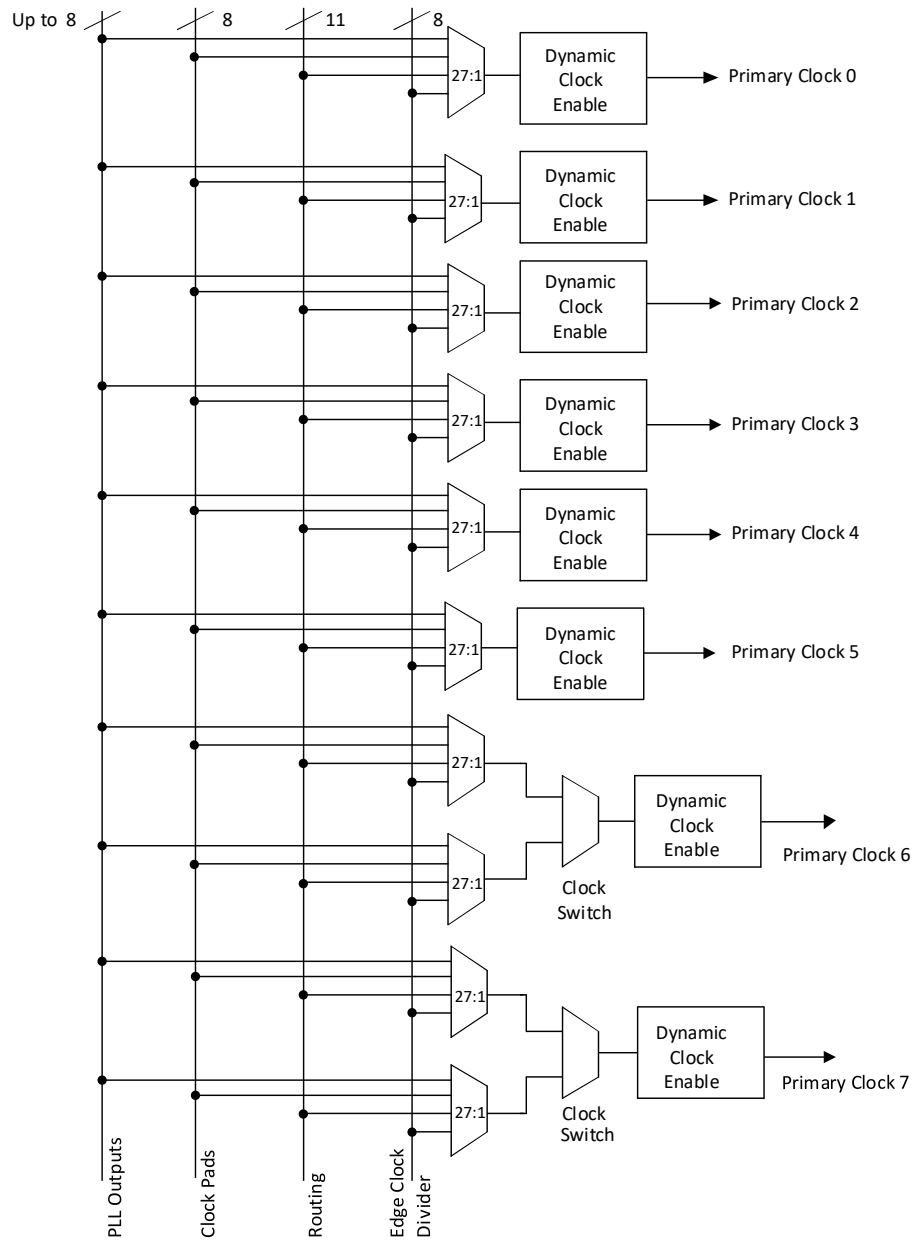 Up to 8
8
11
8
27:1
Dynamic
Clock
Enable
Primary Clock 0
27:1
Dynamic
Clock
Enable
Primary Clock 1
27:1
Dynamic
Clock
Enable
Primary Clock 2
27:1
Dynamic
Clock
Enable
Primary Clock 3
27:1
Dynamic
Clock
Enable
Primary Clock 4
27:1
Dynamic
Clock
Enable
Primary Clock 5
27:1
27:1
Clock
Switch
Dynamic
Clock
Enable
Primary Clock 6
27:1
27:1
Clock
Switch
Dynamic
Clock
Enable
Primary Clock 7
PLL Outputs
Clock Pads
Routing
Edge Clock
Divider